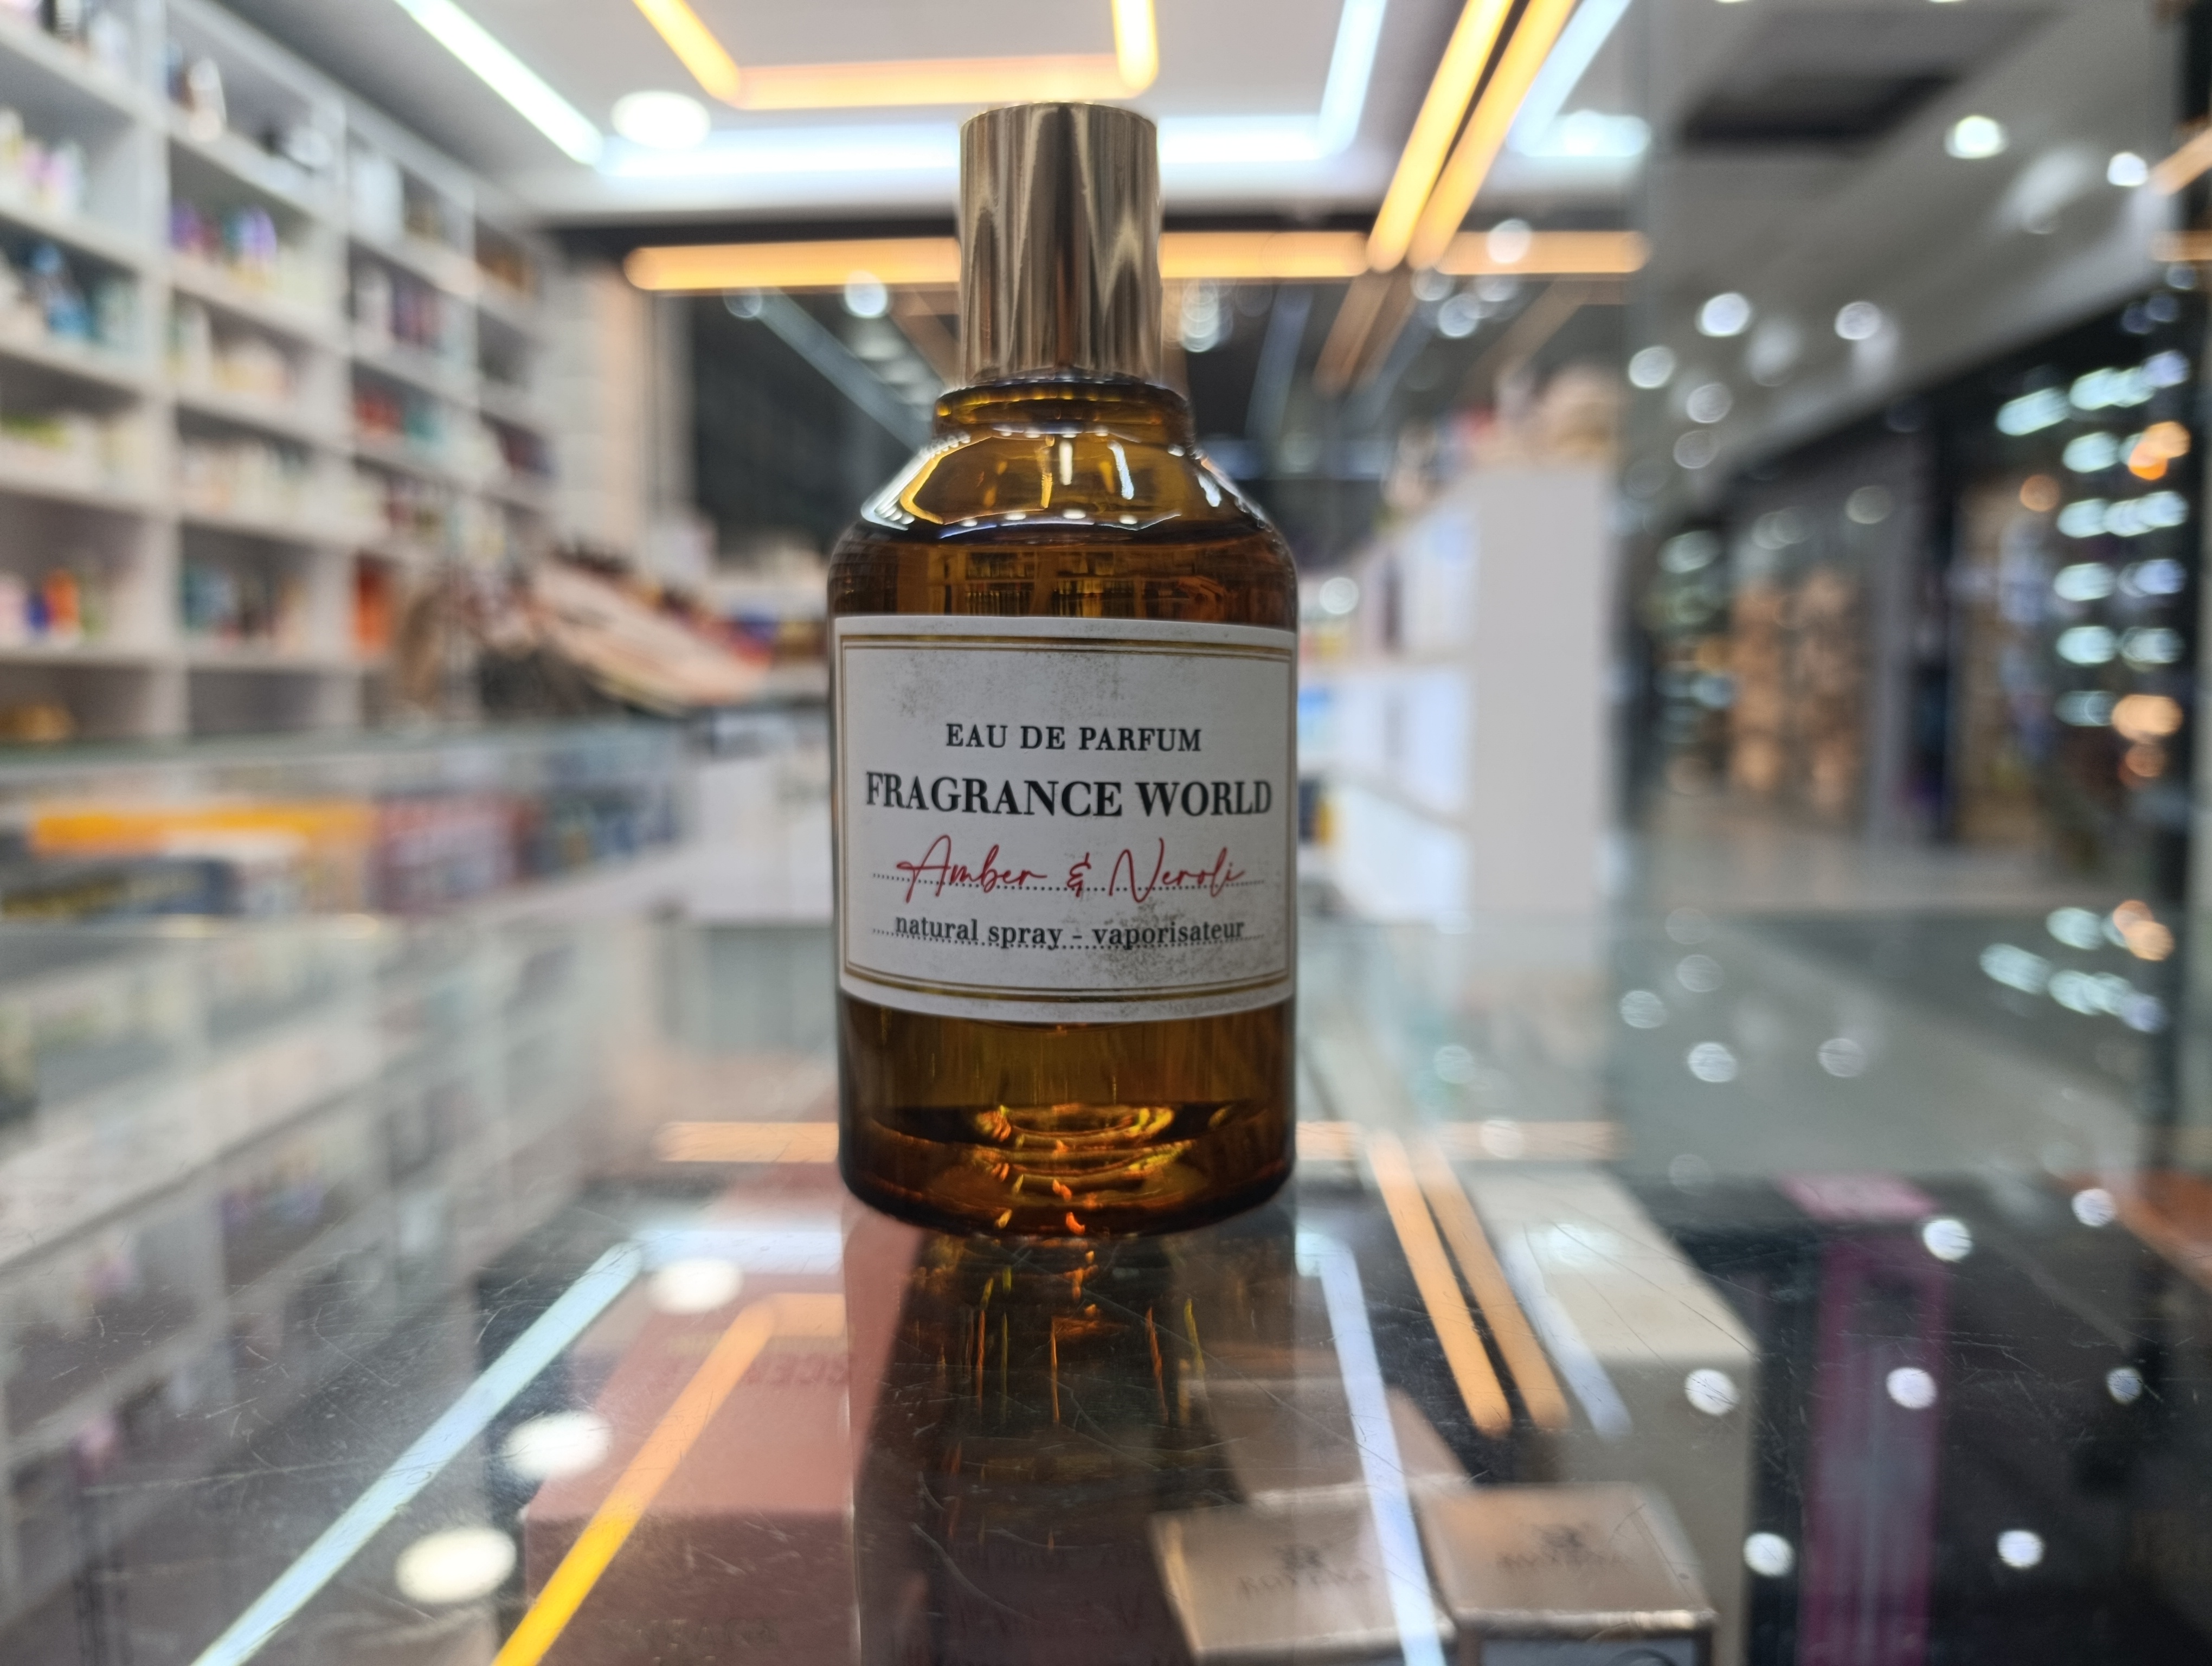 EAU DE PARFUM
FRAGRANCE WORLD
Amber & Neroli
natural spray - vaporisateur